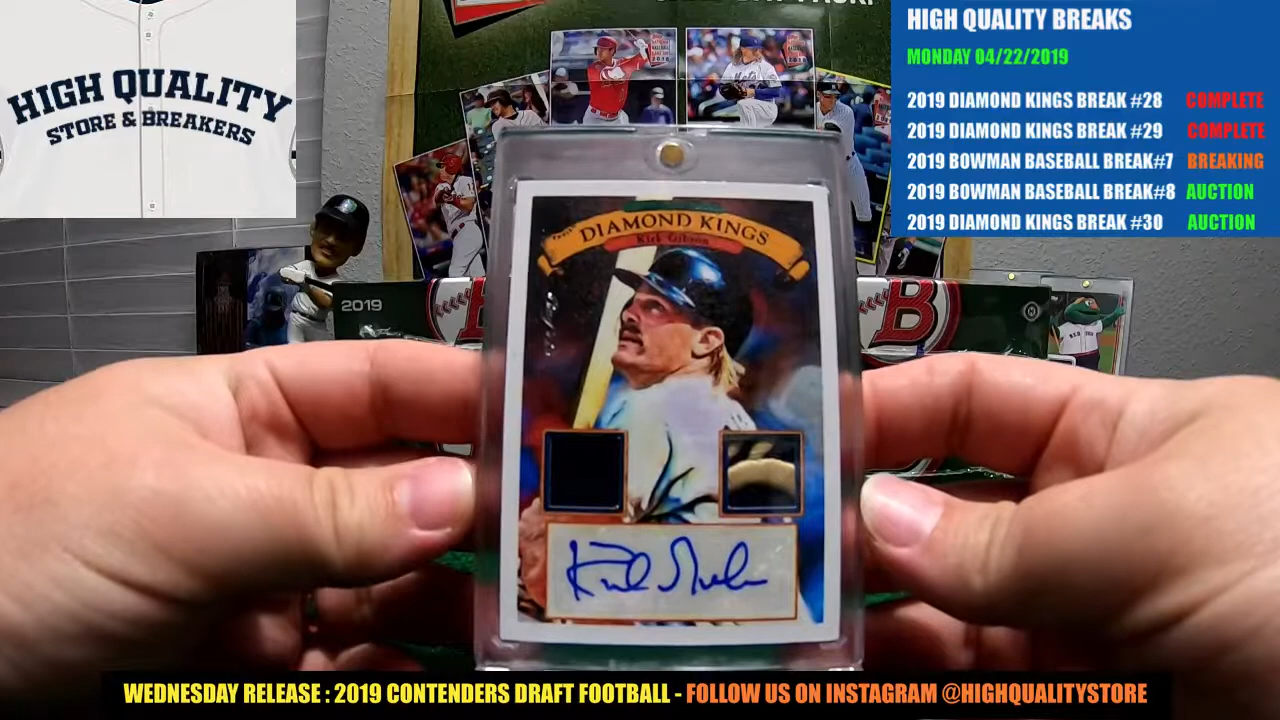 HIGH QUALITY
STORE & BREAKERS
HIGH QUALITY BREAKS
MONDAY 04/22/2019
2019 DIAMOND KINGS BREAK #28 COMPLETE
2019 DIAMOND KINGS BREAK #29 COMPLETE
2019 BOWMAN BASEBALL BREAK#7 BREAKING
2019 BOWMAN BASEBALL BREAK#8 AUCTION
2019 DIAMOND KINGS BREAK #30 AUCTION
DIAMOND KINGS
Kirk Gibson
2019
B
WEDNESDAY RELEASE : 2019 CONTENDERS DRAFT FOOTBALL - FOLLOW US ON INSTAGRAM @HIGHQUALITYSTORE